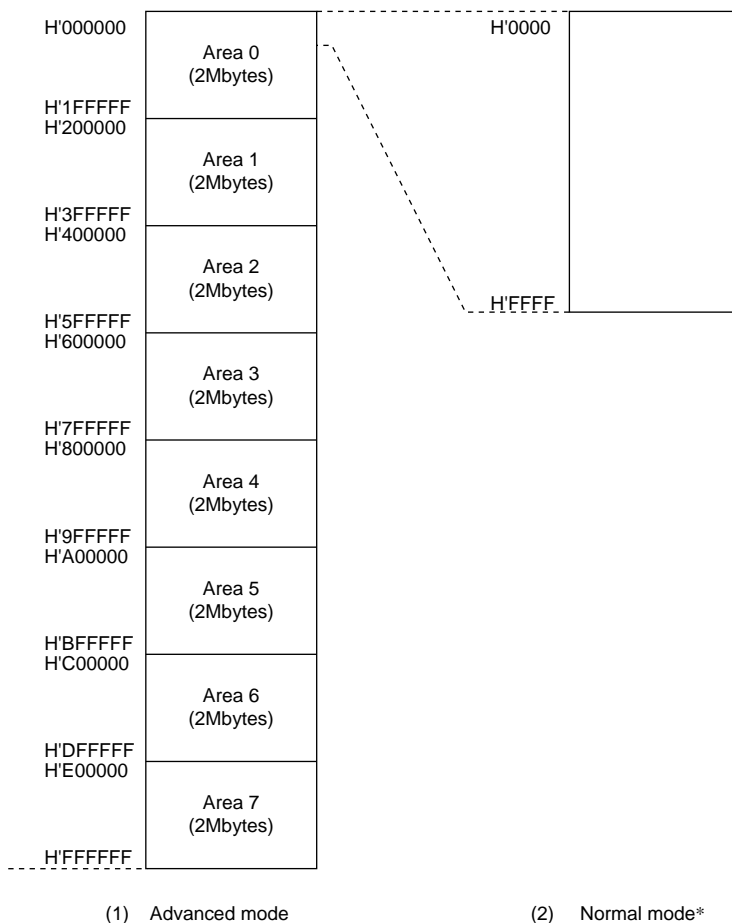 H'000000
Area 0
(2Mbytes)
H'1FFFFF
H'200000
Area 1
(2Mbytes)
H'3FFFFF
H'400000
Area 2
(2Mbytes)
H'5FFFFF
H'600000
Area 3
(2Mbytes)
H'7FFFFF
H'800000
Area 4
(2Mbytes)
H'9FFFFF
H'A00000
Area 5
(2Mbytes)
H'BFFFFF
H'C00000
Area 6
(2Mbytes)
H'DFFFFF
H'E00000
Area 7
(2Mbytes)
H'FFFFFF
(1) Advanced mode
H'0000
H'FFFF
(2) Normal mode*